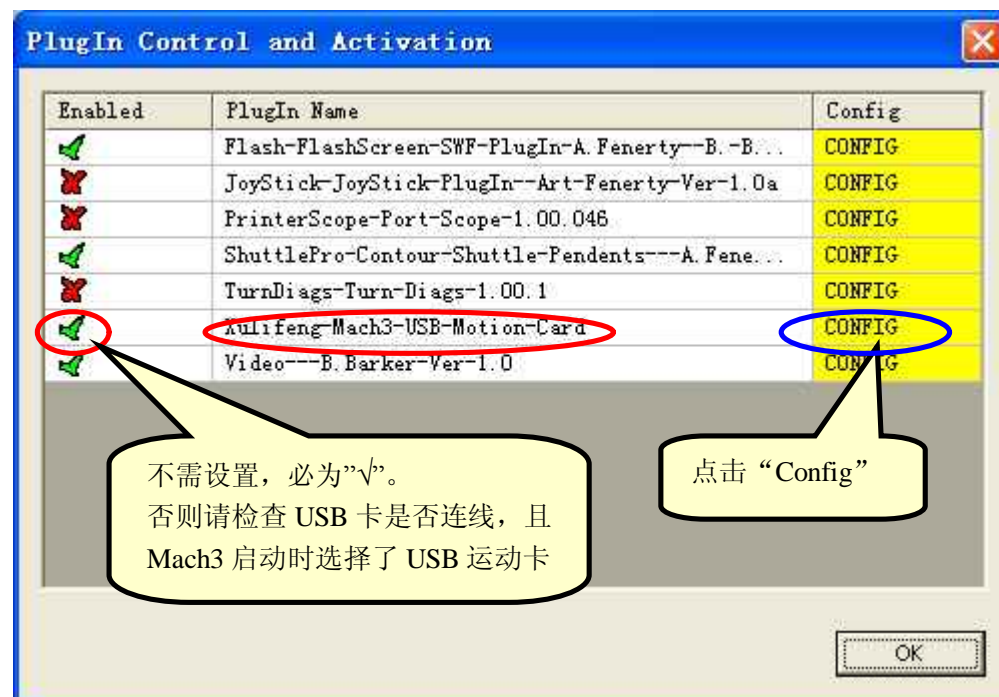 PlugIn Control and Activation
Enabled PlugIn Name Config
Flash-FlashScreen-SWF-PlugIn-A.Fenerty--B.-B... CONFIG
JoyStick-JoyStick-PlugIn--Art-Fenerty-Ver-1.0a CONFIG
PrinterScope-Port-Scope-1.00.046 CONFIG
ShuttlePro-Contour-Shuttle-Pendents---A.Fene... CONFIG
TurnDiags-Turn-Diags-1.00.1 CONFIG
Xulifeng-Mach3-USB-Motion-Card CONFIG
Video---B.Barker-Ver-1.0 CONFIG
不需设置，必为”√”。
否则请检查 USB 卡是否连线，且
Mach3 启动时选择了 USB 运动卡
点击“Config”
OK